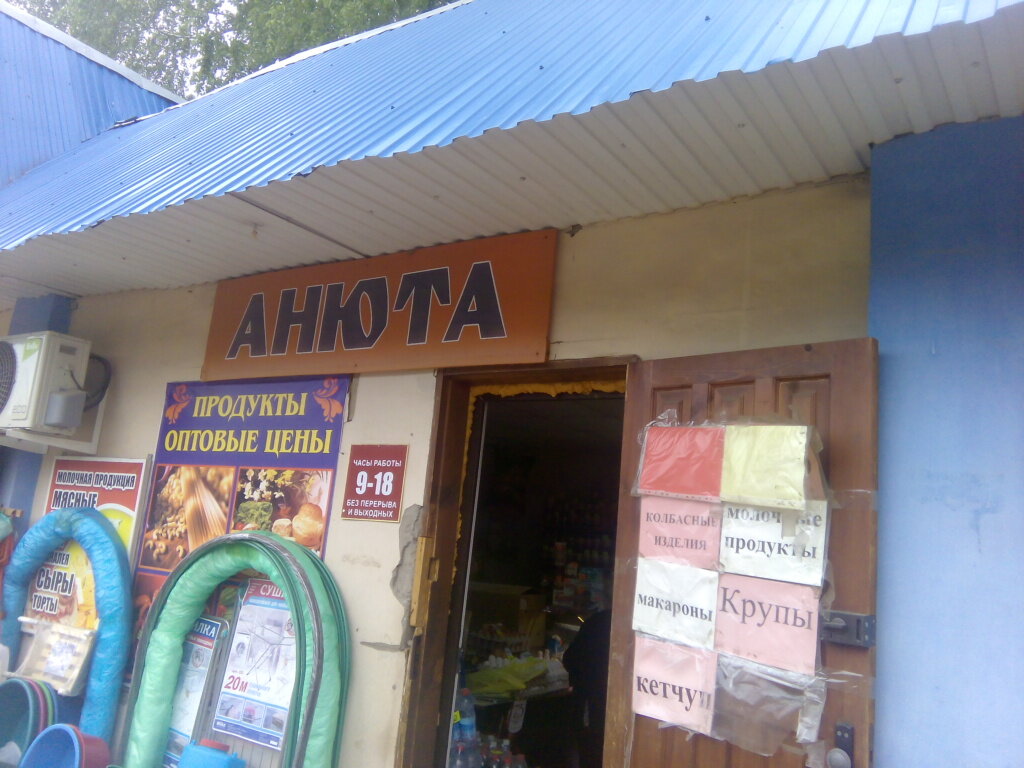 АНЮТА
ПРОДУКТЫ
ОПТОВЫЕ ЦЕНЫ
ЧАСЫ РАБОТЫ
9-18
БЕЗ ПЕРЕРЫВА
И ВЫХОДНЫХ
МОЛОЧНАЯ ПРОДУКЦИЯ
МЯСНЫЕ
СЫРЫ
ТОРТЫ
20м
КОЛБАСНЫЕ
ИЗДЕЛИЯ
продукты
макароны
Крупы
кетчуп